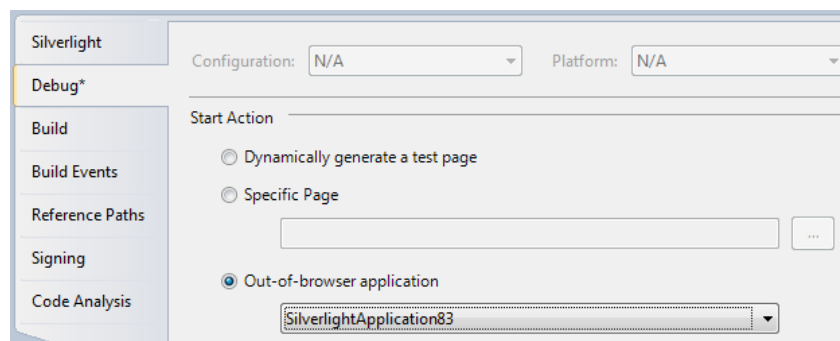 Silverlight
Debug*
Build
Build Events
Reference Paths
Signing
Code Analysis
Configuration: N/A Platform: N/A
Start Action
Dynamically generate a test page
Specific Page
...
Out-of-browser application
SilverlightApplication83